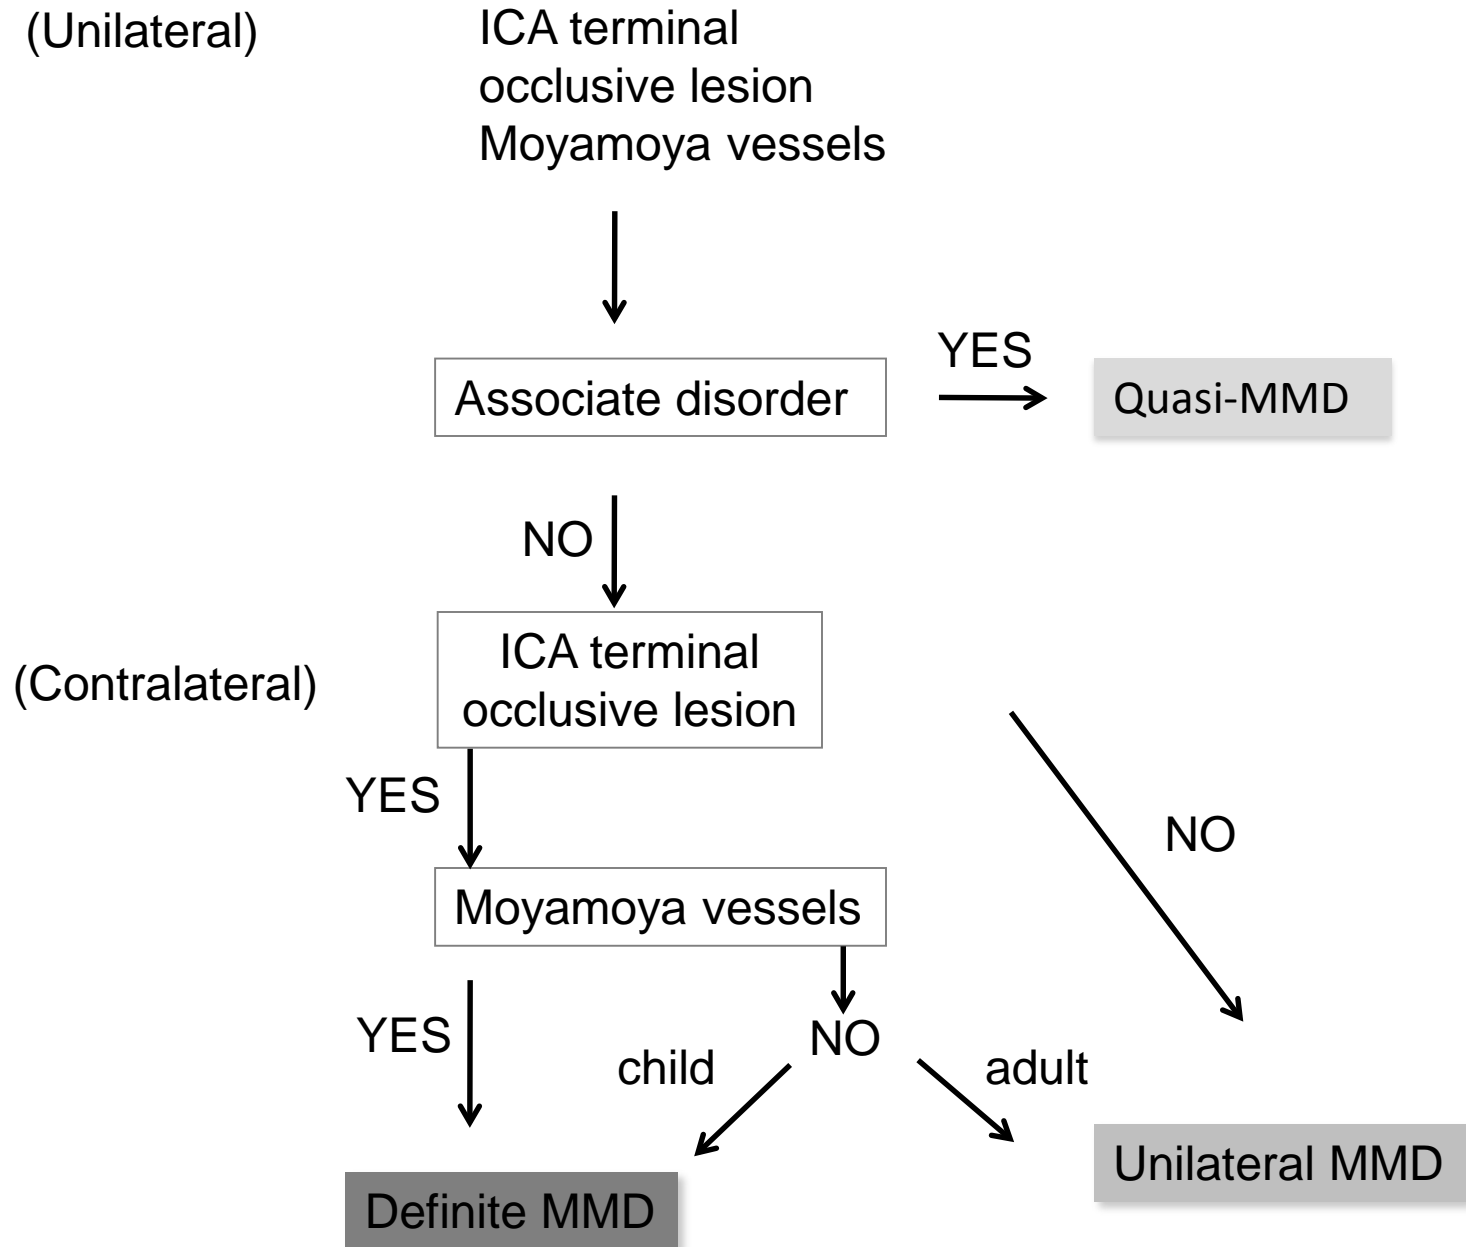 (Unilateral)
ICA terminal
occlusive lesion
Moyamoya vessels
Associate disorder
YES
Quasi-MMD
NO
(Contralateral)
ICA terminal
occlusive lesion
YES
NO
Moyamoya vessels
YES
NO
child
adult
Unilateral MMD
Definite MMD